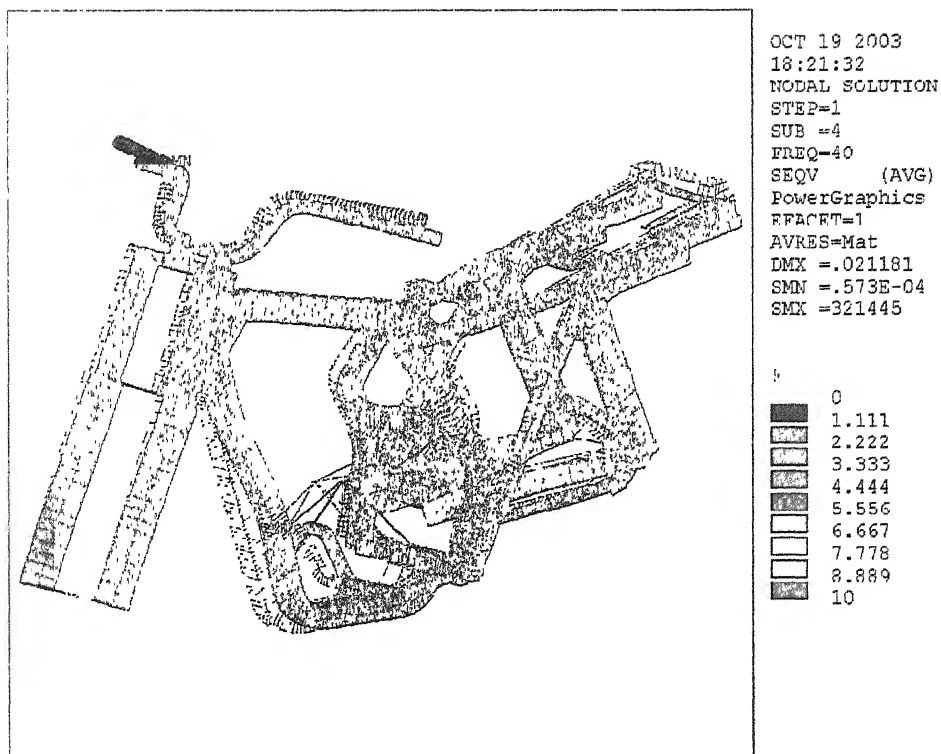 MN
OCT 19 2003
18:21:32
NODAL SOLUTION
STEP=1
SUB =4
FREQ=40
SEQV (AVG)
PowerGraphics
EFACET=1
AVRES=Mat
DMX =.021181
SMN =.573E-04
SMX =321445
0
1.111
2.222
3.333
4.444
5.556
6.667
7.778
8.889
10